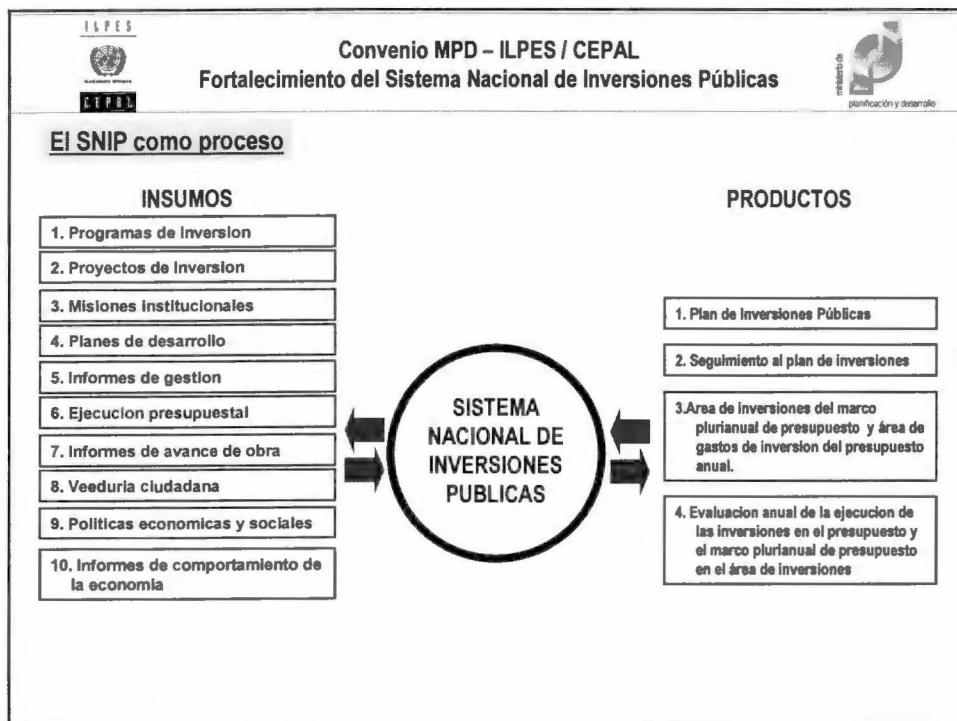 ILPES
NACIONES UNIDAS
CEPAL
Convenio MPD – ILPES / CEPAL
Fortalecimiento del Sistema Nacional de Inversiones Públicas
ministerio de
planificación y desarrollo
El SNIP como proceso
INSUMOS
1. Programas de Inversion
2. Proyectos de Inversion
3. Misiones institucionales
4. Planes de desarrollo
5. Informes de gestion
6. Ejecucion presupuestal
7. Informes de avance de obra
8. Veeduria ciudadana
9. Politicas economicas y sociales
10. Informes de comportamiento de
la economia
SISTEMA
NACIONAL DE
INVERSIONES
PUBLICAS
PRODUCTOS
1. Plan de Inversiones Públicas
2. Seguimiento al plan de inversiones
3.Area de inversiones del marco
plurianual de presupuesto y área de
gastos de inversion del presupuesto
anual.
4. Evaluacion anual de la ejecucion de
las inversiones en el presupuesto y
el marco plurianual de presupuesto
en el área de inversiones